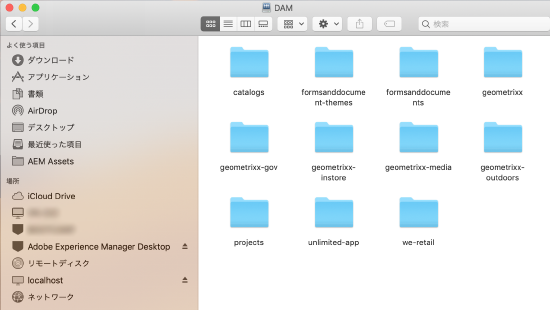 DAM
検索
よく使う項目
ダウンロード
アプリケーション
書類
AirDrop
デスクトップ
最近使った項目
AEM Assets
場所
iCloud Drive
Adobe Experience Manager Desktop
リモートディスク
localhost
ネットワーク
catalogs
formsanddocume
nt-themes
formsanddocume
nts
geometrixx
geometrixx-gov
geometrixx-
instore
geometrixx-media
geometrixx-
outdoors
projects
unlimited-app
we-retail